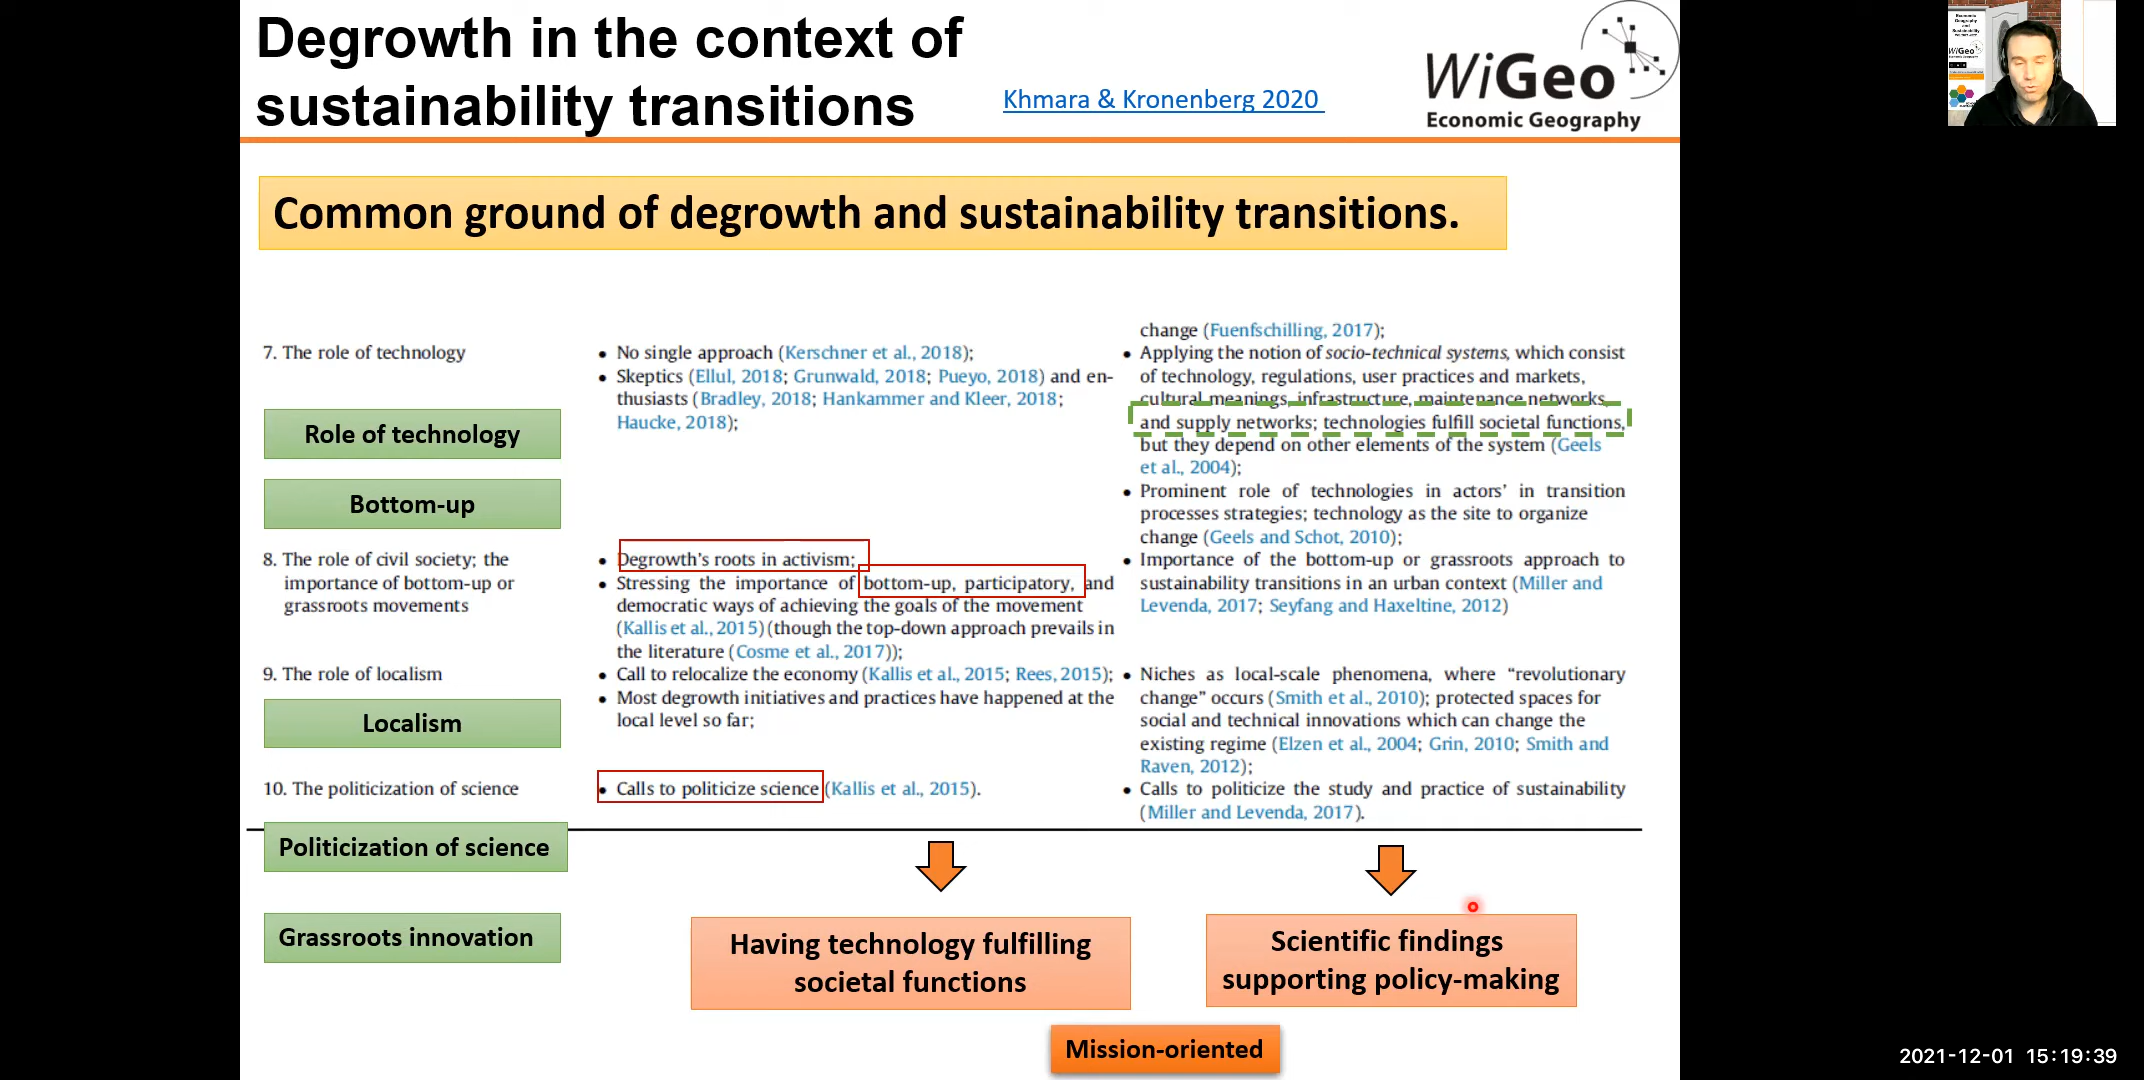 Degrowth in the context of
sustainability transitions
Khmara & Kronenberg 2020
WiGeo
Economic Geography
Common ground of degrowth and sustainability transitions.
change (Fuenfschilling, 2017);
7. The role of technology
• No single approach (Kerschner et al., 2018);
• Skeptics (Ellul, 2018; Grunwald, 2018; Pueyo, 2018) and en-
thusiasts (Bradley, 2018; Hankammer and Kleer, 2018;
Haucke, 2018);
• Applying the notion of socio-technical systems, which consist
of technology, regulations, user practices and markets,
cultural meanings, infrastructure, maintenance networks
and supply networks; technologies fulfill societal functions,
but they depend on other elements of the system (Geels
et al., 2004);
• Prominent role of technologies in actors’ in transition
processes strategies; technology as the site to organize
change (Geels and Schot, 2010);
Role of technology
Bottom-up
8. The role of civil society; the
importance of bottom-up or
grassroots movements
• Degrowth’s roots in activism;
• Stressing the importance of bottom-up, participatory, and
democratic ways of achieving the goals of the movement
(Kallis et al., 2015) (though the top-down approach prevails in
the literature (Cosme et al., 2017));
• Importance of the bottom-up or grassroots approach to
sustainability transitions in an urban context (Miller and
Levenda, 2017; Seyfang and Haxeltine, 2012)
9. The role of localism
• Call to relocalize the economy (Kallis et al., 2015; Rees, 2015);
• Most degrowth initiatives and practices have happened at the
local level so far;
• Niches as local-scale phenomena, where “revolutionary
change” occurs (Smith et al., 2010); protected spaces for
social and technical innovations which can change the
existing regime (Elzen et al., 2004; Grin, 2010; Smith and
Raven, 2012);
Localism
10. The politicization of science
• Calls to politicize science (Kallis et al., 2015).
• Calls to politicize the study and practice of sustainability
(Miller and Levenda, 2017).
Politicization of science
Grassroots innovation
Having technology fulfilling
societal functions
Scientific findings
supporting policy-making
Mission-oriented
Economic
Geography
and
Sustainability
WiGeo
2021-12-01 15:19:39